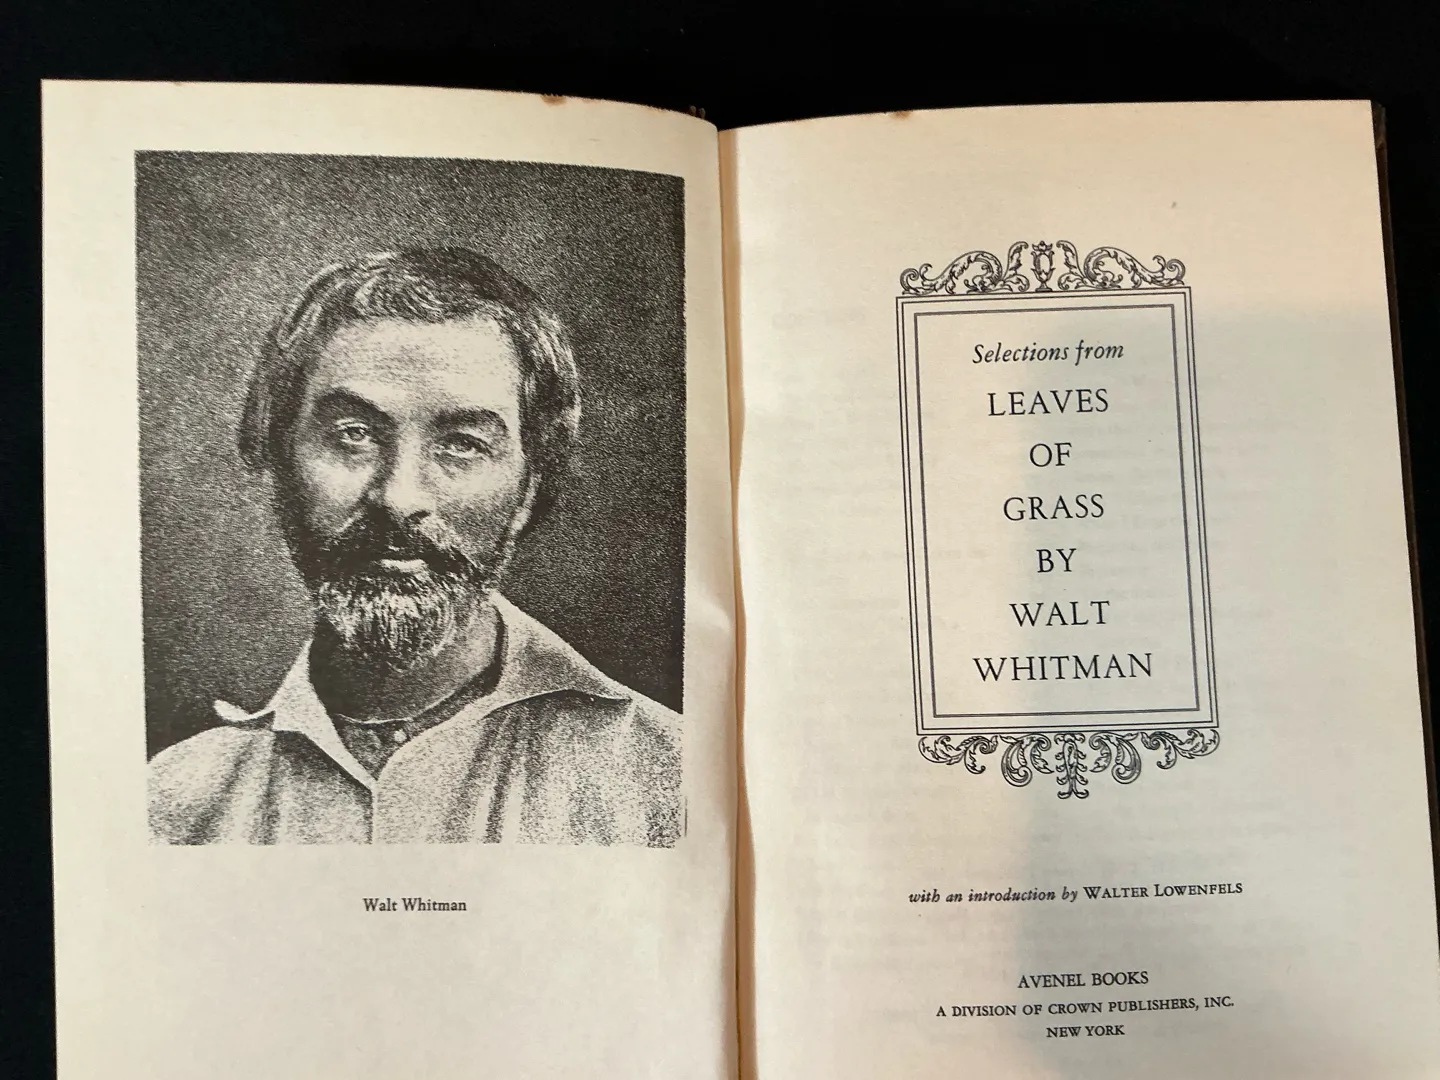 Walt Whitman
Selections from
LEAVES
OF
GRASS
BY
WALT
WHITMAN
with an introduction by WALTER LOWENFELS
AVENEL BOOKS
A DIVISION OF CROWN PUBLISHERS, INC.
NEW YORK